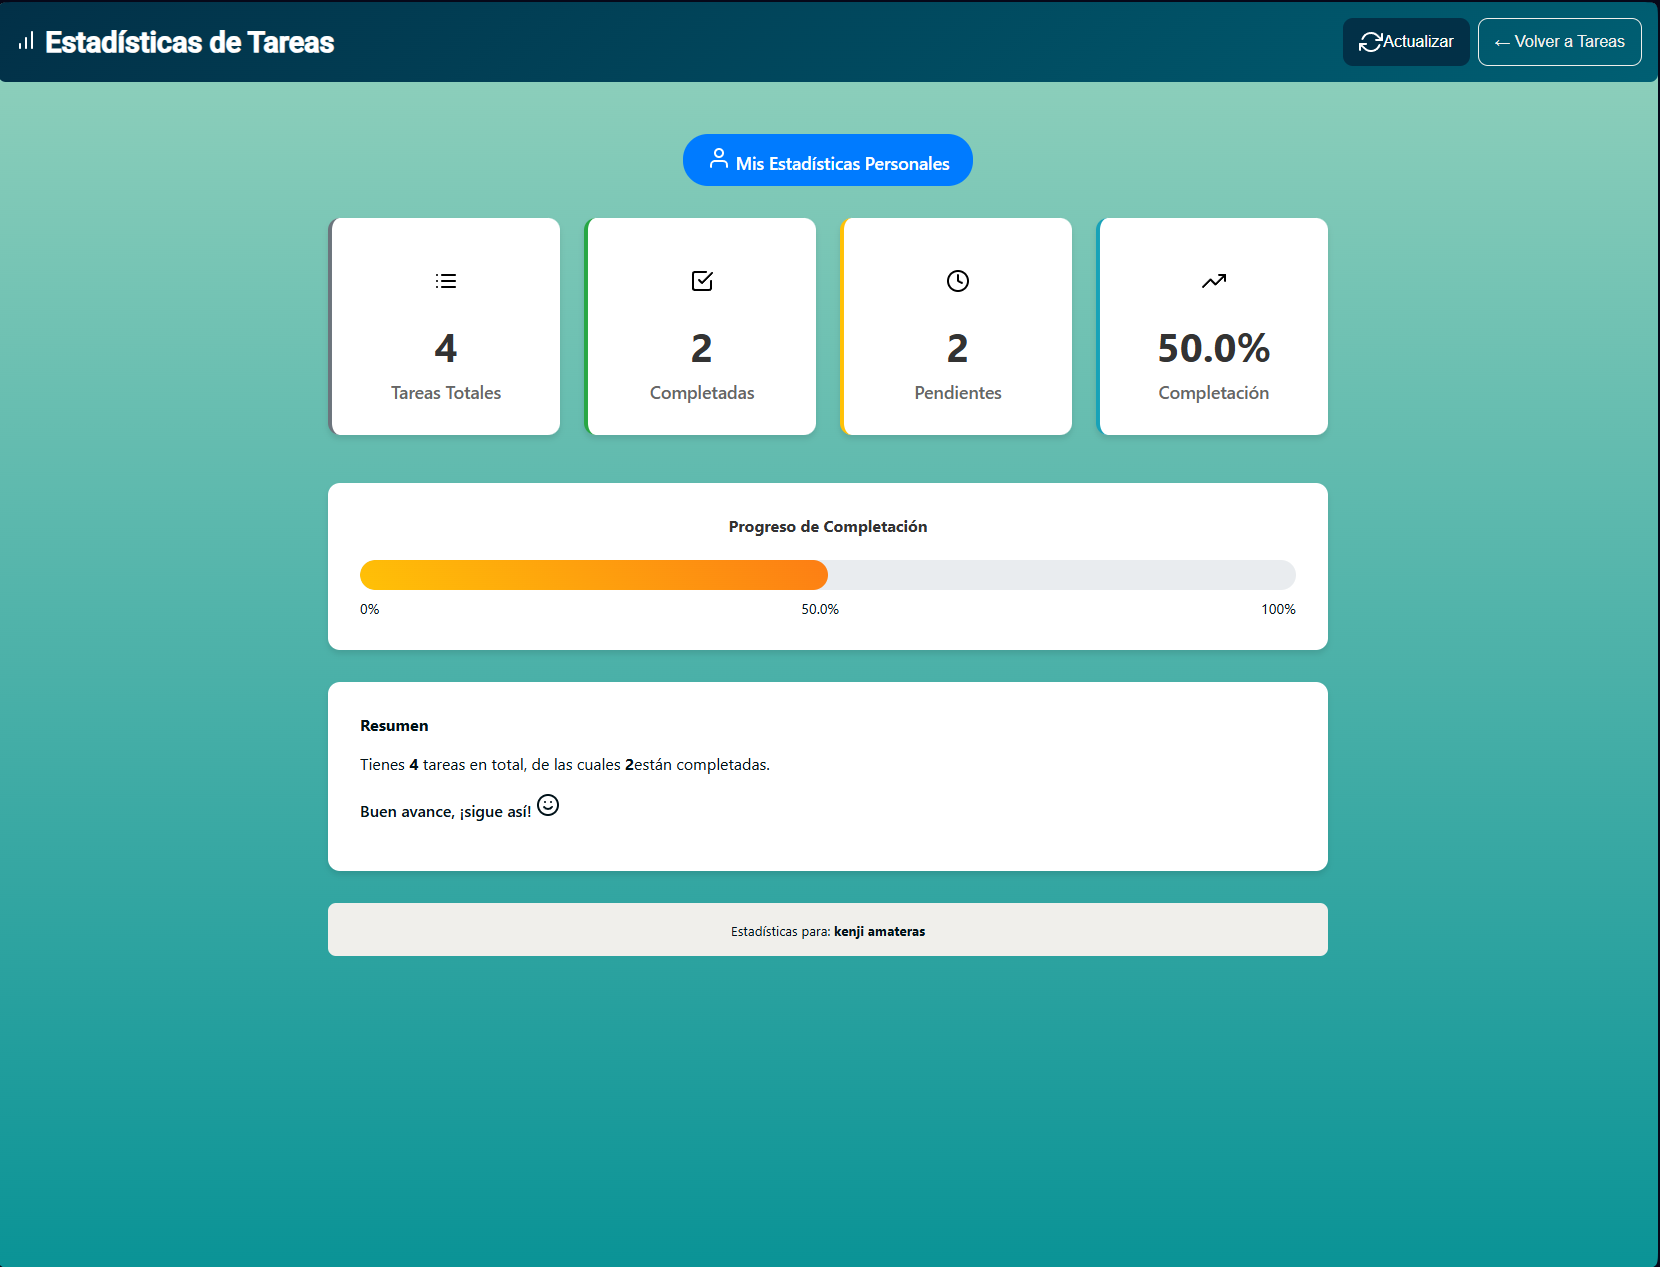 Estadísticas de Tareas
Actualizar
← Volver a Tareas
Mis Estadísticas Personales
4
Tareas Totales
2
Completadas
2
Pendientes
50.0%
Completación
Progreso de Completación
0% 50.0% 100%
Resumen
Tienes 4 tareas en total, de las cuales 2están completadas.
Buen avance, ¡sigue así!
Estadísticas para: kenji amateras